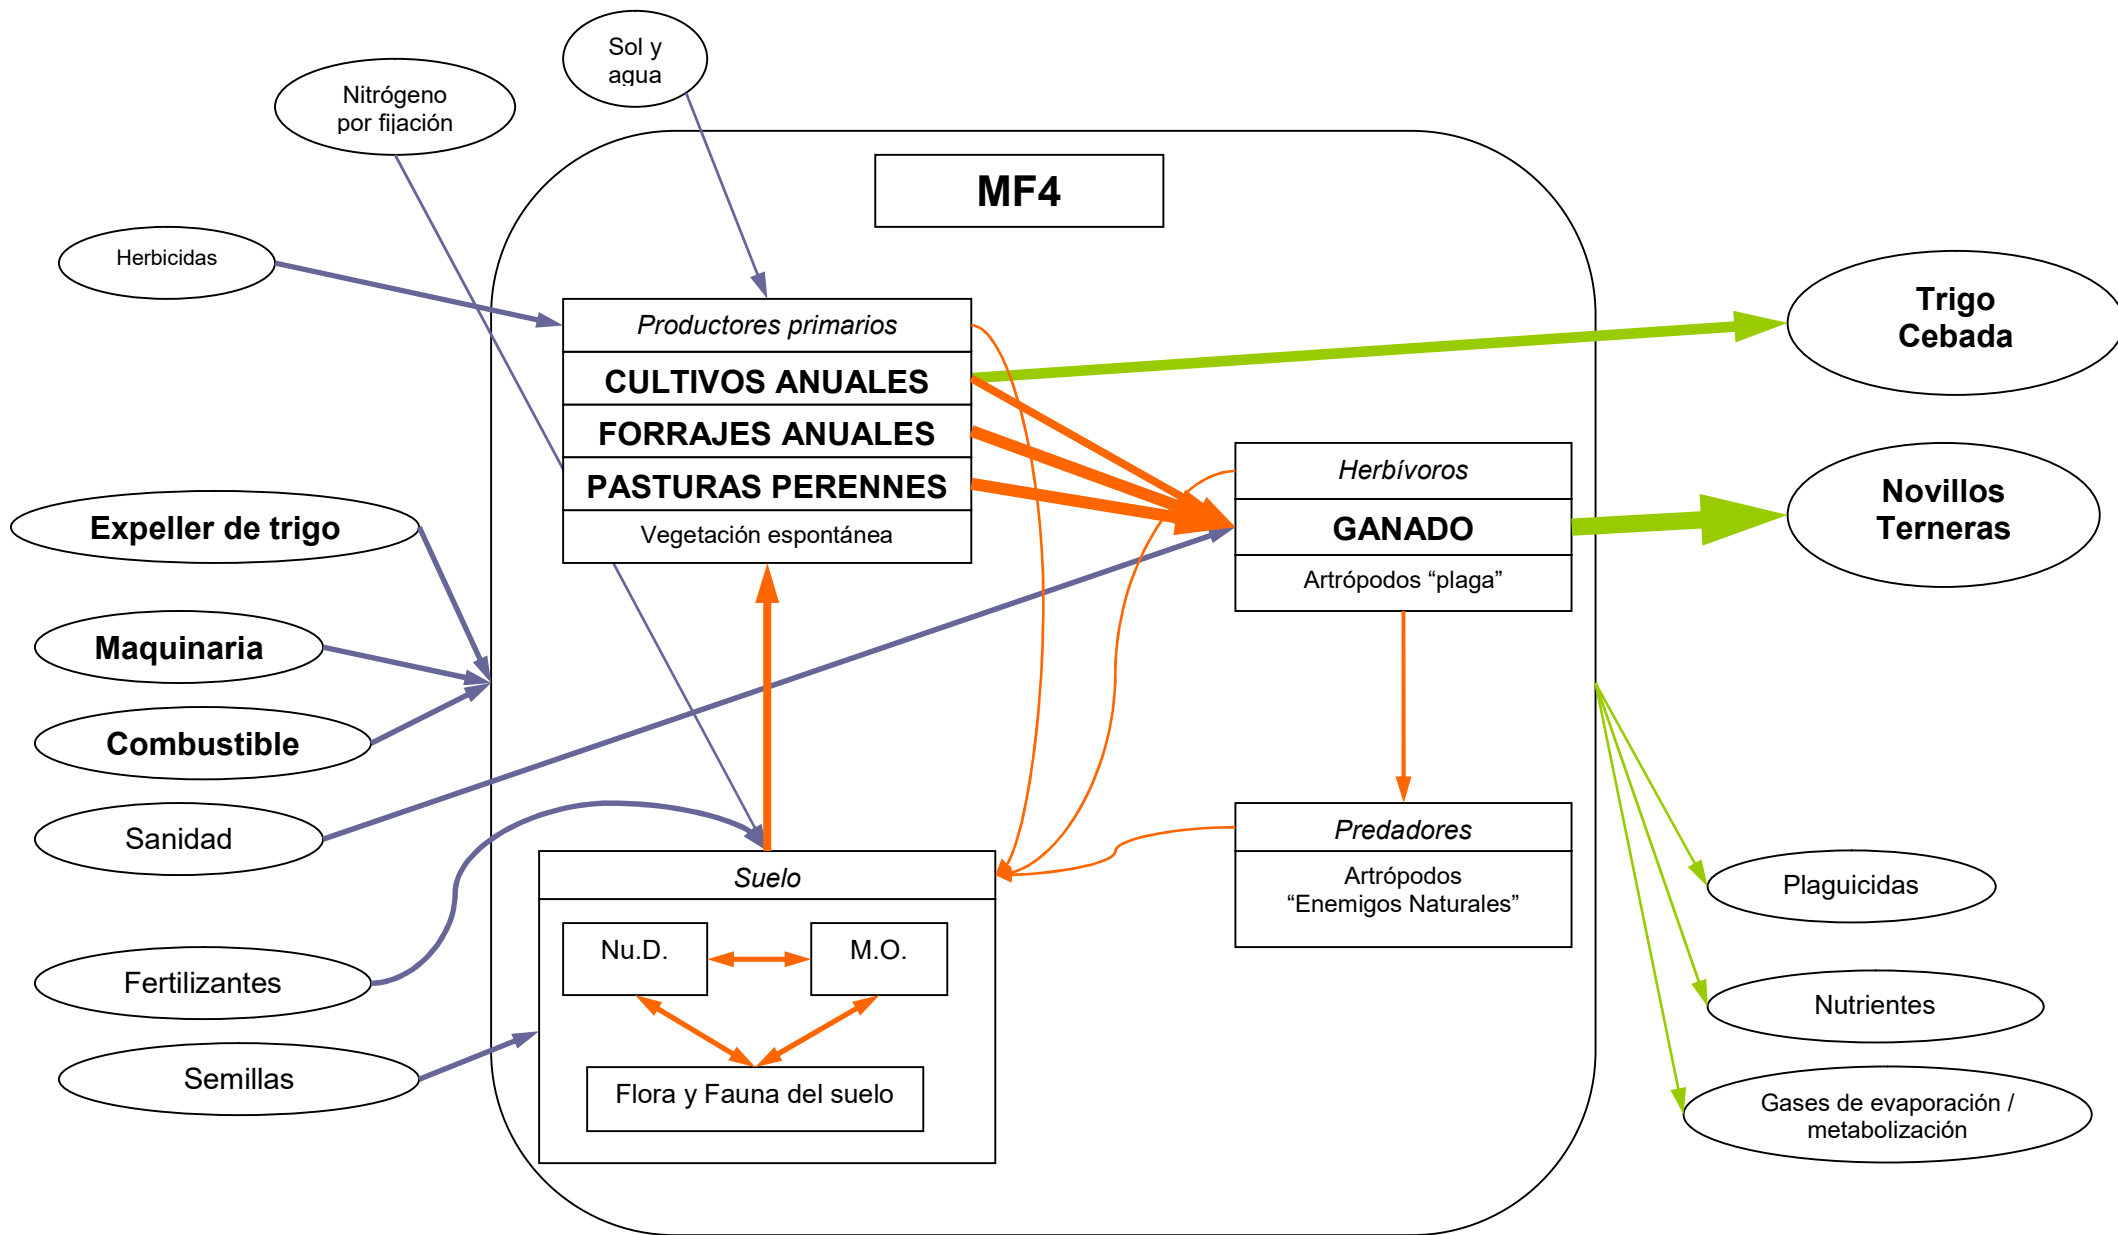 Sol y
agua
Nitrógeno
por fijación
MF4
Herbicidas
Productores primarios
CULTIVOS ANUALES
FORRAJES ANUALES
PASTURAS PERENNES
Vegetación espontánea
Trigo
Cebada
Herbívoros
GANADO
Artrópodos “plaga”
Novillos
Terneras
Expeller de trigo
Maquinaria
Combustible
Sanidad
Fertilizantes
Semillas
Suelo
Nu.D.
M.O.
Flora y Fauna del suelo
Predadores
Artrópodos
“Enemigos Naturales”
Plaguicidas
Nutrientes
Gases de evaporación /
metabolización